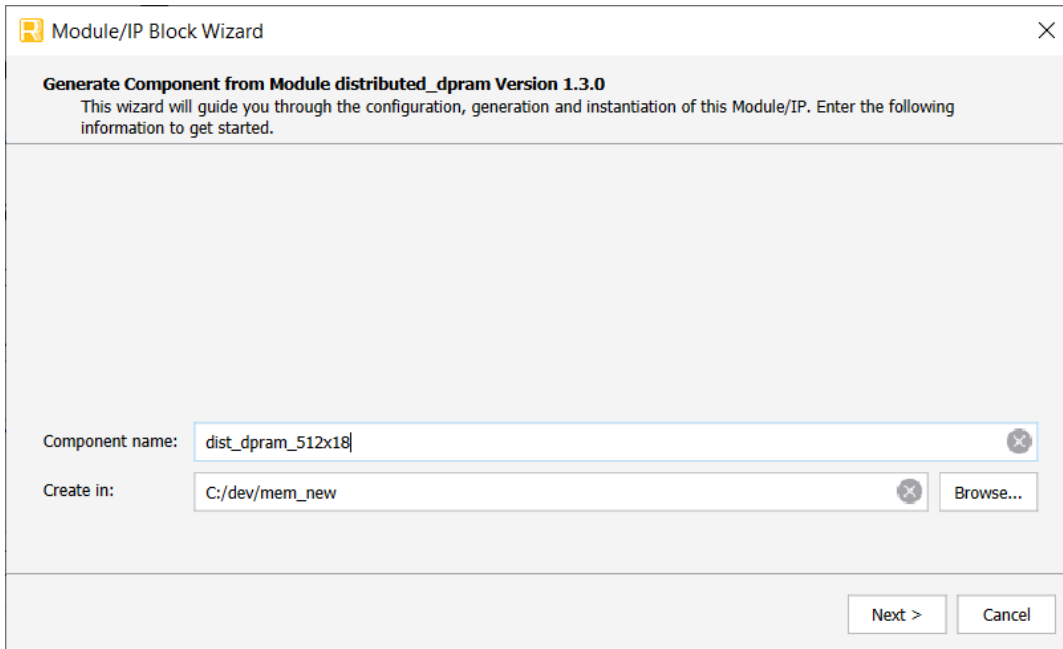 Module/IP Block Wizard
Generate Component from Module distributed_dpram Version 1.3.0
This wizard will guide you through the configuration, generation and instantiation of this Module/IP. Enter the following
information to get started.
Component name: dist_dpram_512x18
Create in: C:/dev/mem_new Browse...
Next > Cancel